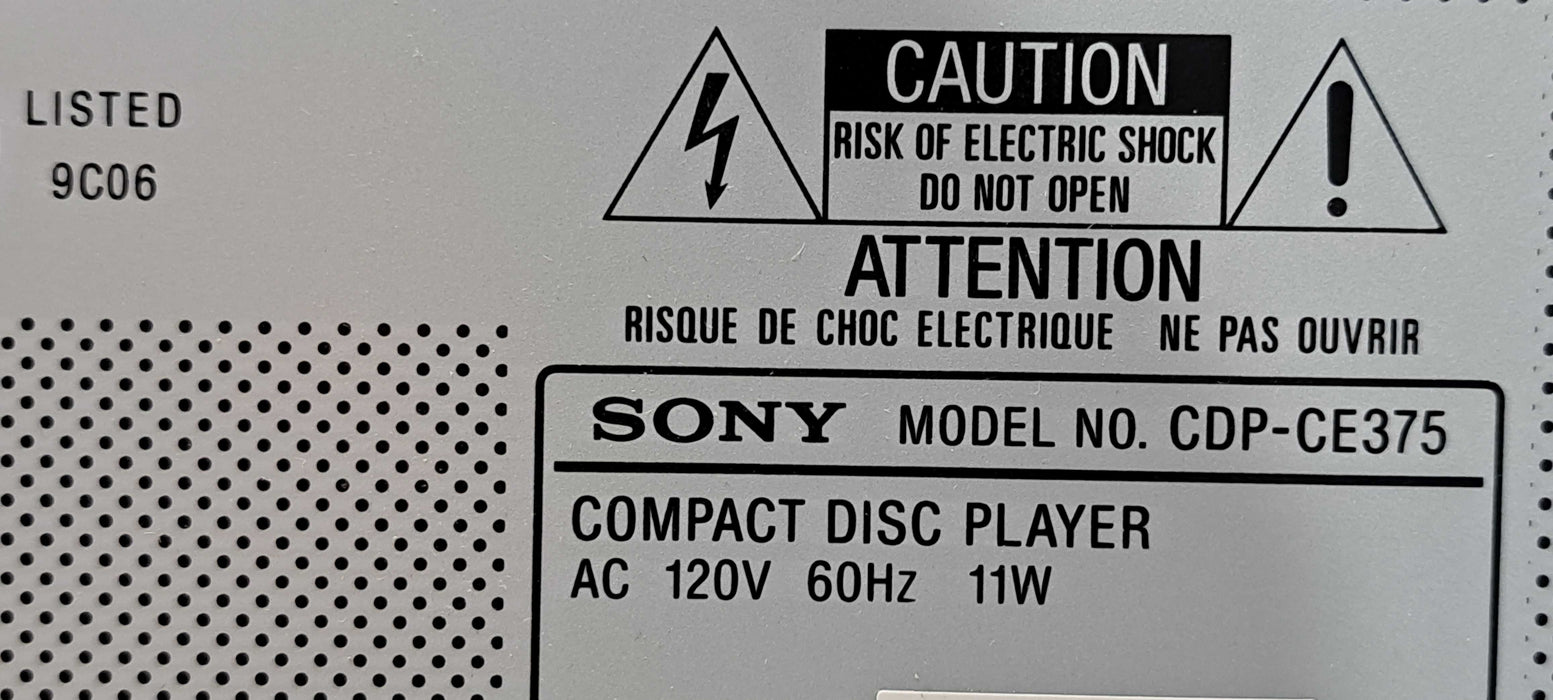 LISTED
9C06
CAUTION
RISK OF ELECTRIC SHOCK
DO NOT OPEN
ATTENTION
RISQUE DE CHOC ELECTRIQUE NE PAS OUVRIR
SONY MODEL NO. CDP-CE375
COMPACT DISC PLAYER
AC 120V 60Hz 11W